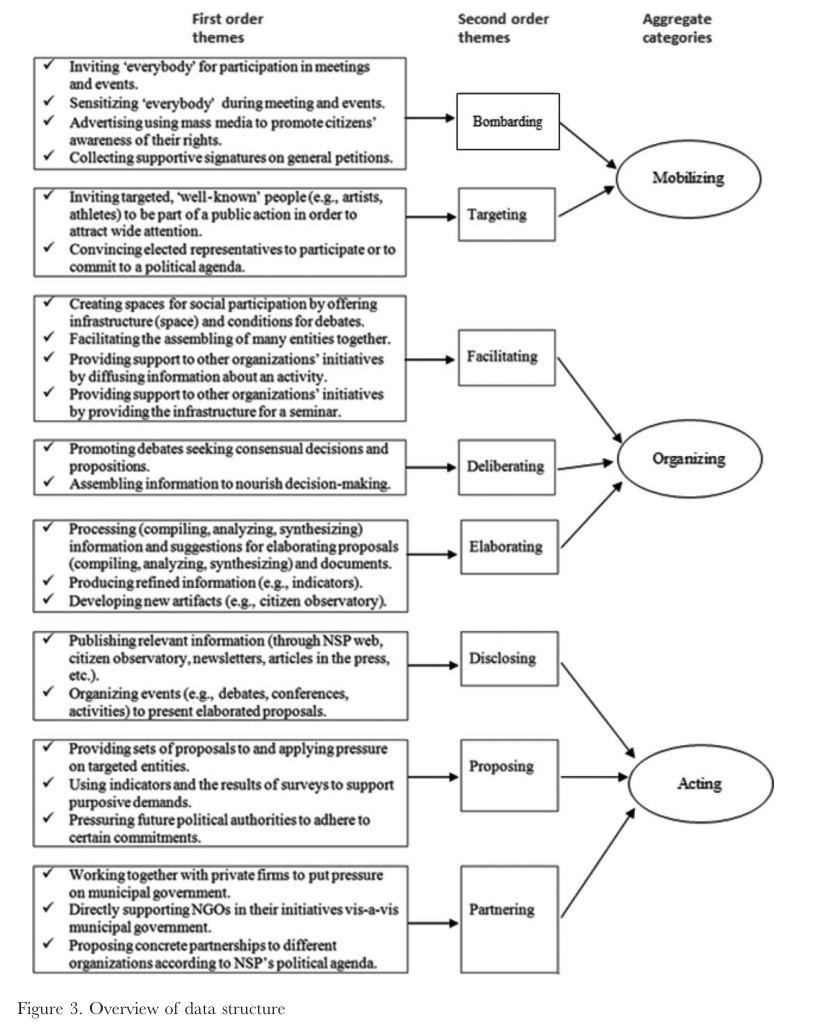 First order
themes
Second order
themes
Aggregate
categories
✓ Inviting ‘everybody’ for participation in meetings
and events.
✓ Sensitizing ‘everybody’ during meeting and events.
✓ Advertising using mass media to promote citizens’
awareness of their rights.
✓ Collecting supportive signatures on general petitions.
Bombarding
✓ Inviting targeted, ‘well-known’ people (e.g., artists,
athletes) to be part of a public action in order to
attract wide attention.
✓ Convincing elected representatives to participate or to
commit to a political agenda.
Targeting
Mobilizing
✓ Creating spaces for social participation by offering
infrastructure (space) and conditions for debates.
✓ Facilitating the assembling of many entities together.
✓ Providing support to other organizations’ initiatives
by diffusing information about an activity.
✓ Providing support to other organizations’ initiatives
by providing the infrastructure for a seminar.
Facilitating
✓ Promoting debates seeking consensual decisions and
propositions.
✓ Assembling information to nourish decision-making.
Deliberating
Organizing
✓ Processing (compiling, analyzing, synthesizing)
information and suggestions for elaborating proposals
(compiling, analyzing, synthesizing) and documents.
✓ Producing refined information (e.g., indicators).
✓ Developing new artifacts (e.g., citizen observatory).
Elaborating
✓ Publishing relevant information (through NSP web,
citizen observatory, newsletters, articles in the press,
etc.).
✓ Organizing events (e.g., debates, conferences,
activities) to present elaborated proposals.
Disclosing
✓ Providing sets of proposals to and applying pressure
on targeted entities.
✓ Using indicators and the results of surveys to support
purposive demands.
✓ Pressuring future political authorities to adhere to
certain commitments.
Proposing
Acting
✓ Working together with private firms to put pressure
on municipal government.
✓ Directly supporting NGOs in their initiatives vis-a-vis
municipal government.
✓ Proposing concrete partnerships to different
organizations according to NSP’s political agenda.
Partnering
Figure 3. Overview of data structure